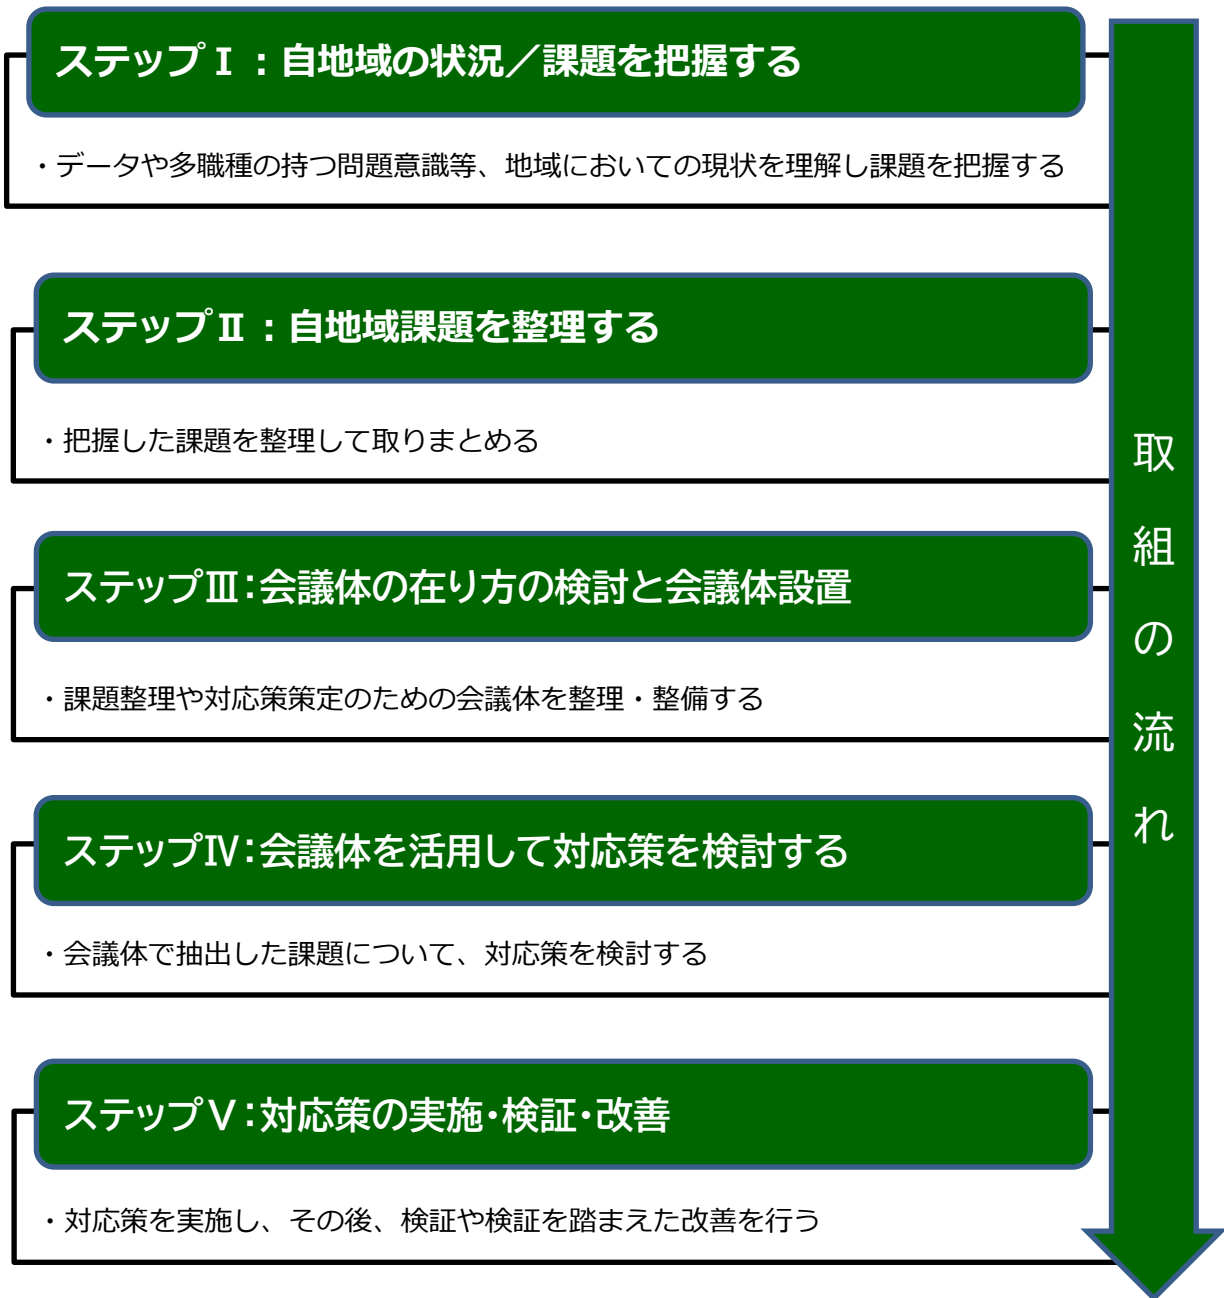 ステップⅠ：自地域の状況／課題を把握する
・データや多職種の持つ問題意識等、地域においての現状を理解し課題を把握する
ステップⅡ：自地域課題を整理する
・把握した課題を整理して取りまとめる
ステップⅢ：会議体の在り方の検討と会議体設置
・課題整理や対応策策定のための会議体を整理・整備する
ステップⅣ：会議体を活用して対応策を検討する
・会議体で抽出した課題について、対応策を検討する
ステップⅤ：対応策の実施・検証・改善
・対応策を実施し、その後、検証や検証を踏まえた改善を行う
取組の流れ